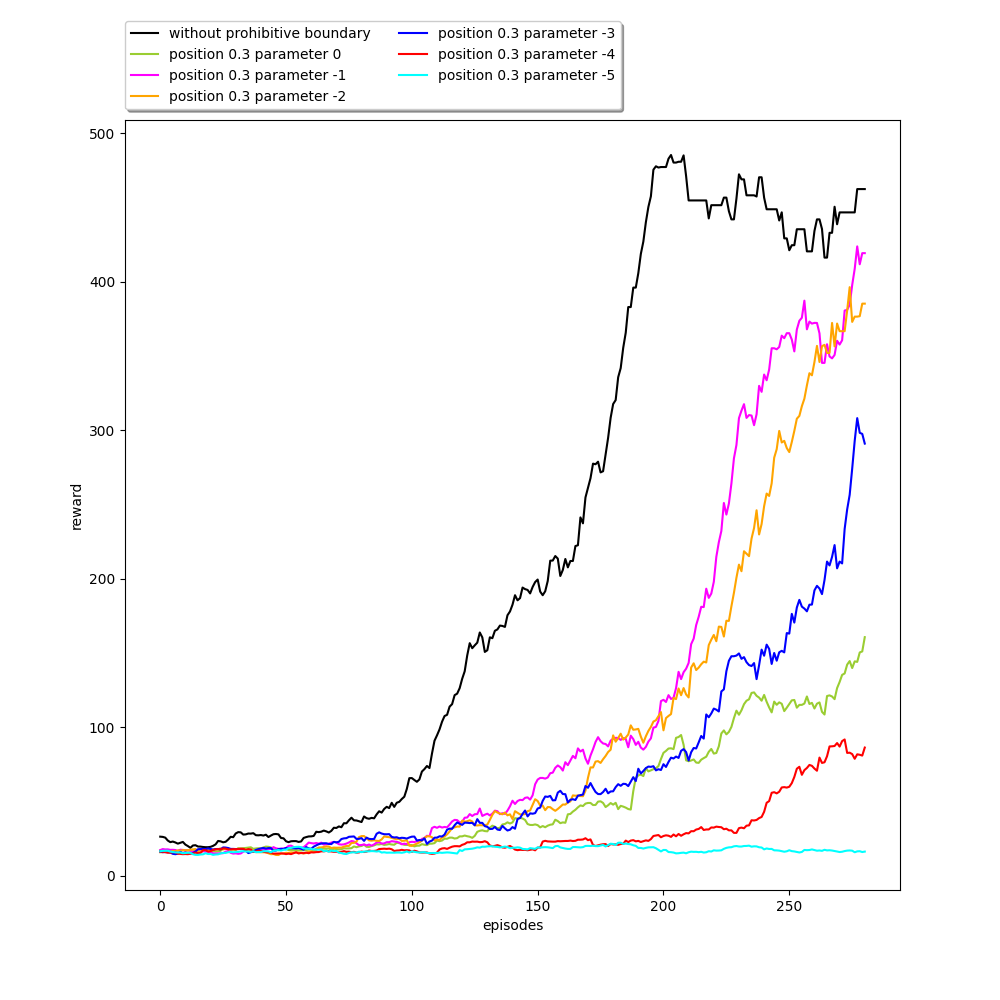 without prohibitive boundary
position 0.3 parameter 0
position 0.3 parameter -1
position 0.3 parameter -2
position 0.3 parameter -3
position 0.3 parameter -4
position 0.3 parameter -5
500
400
300
200
100
0
reward
0 50 100 150 200 250
episodes